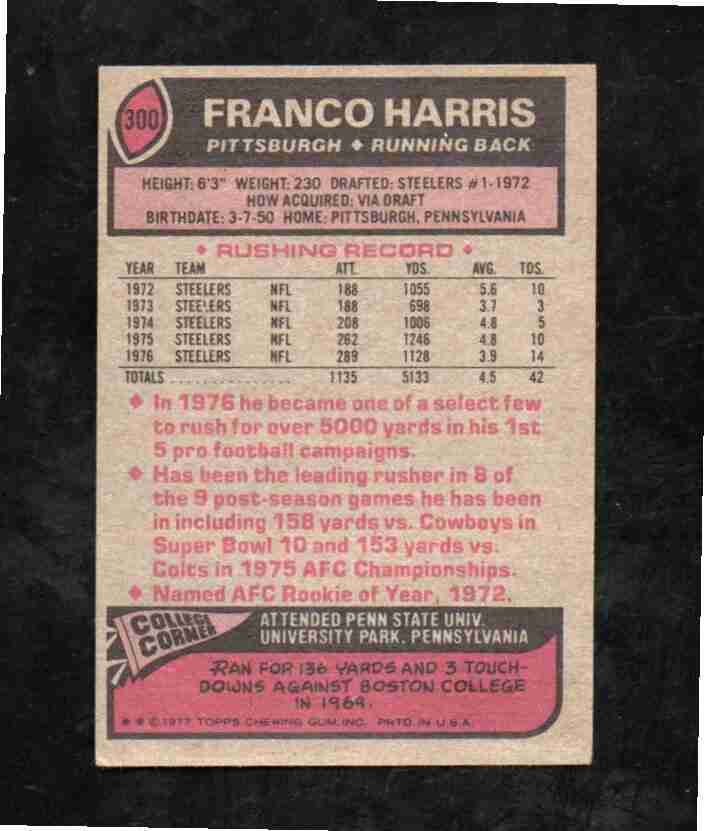 300
FRANCO HARRIS
PITTSBURGH ♦ RUNNING BACK
HEIGHT: 6'3" WEIGHT: 230 DRAFTED: STEELERS #1-1972
HOW ACQUIRED: VIA DRAFT
BIRTHDATE: 3-7-50 HOME: PITTSBURGH, PENNSYLVANIA
♦ RUSHING RECORD ♦
YEAR TEAM ATT. YDS. AVG. TDS.
1972 STEELERS NFL 188 1055 5.6 10
1973 STEELERS NFL 188 698 3.7 3
1974 STEELERS NFL 208 1006 4.8 5
1975 STEELERS NFL 262 1246 4.8 10
1976 STEELERS NFL 289 1128 3.9 14
TOTALS ................ 1135 5133 4.5 42
♦ In 1976 he became one of a select few
to rush for over 5000 yards in his 1st
5 pro football campaigns.
♦ Has been the leading rusher in 8 of
the 9 post-season games he has been
in including 158 yards vs. Cowboys in
Super Bowl 10 and 153 yards vs.
Colts in 1975 AFC Championships.
♦ Named AFC Rookie of Year, 1972.
COLLEGE
CORNER
ATTENDED PENN STATE UNIV.
UNIVERSITY PARK, PENNSYLVANIA
RAN FOR 136 YARDS AND 3 TOUCH-
DOWNS AGAINST BOSTON COLLEGE
IN 1969.
* * © 1977 TOPPS CHEWING GUM, INC. PRTD. IN U.S.A.